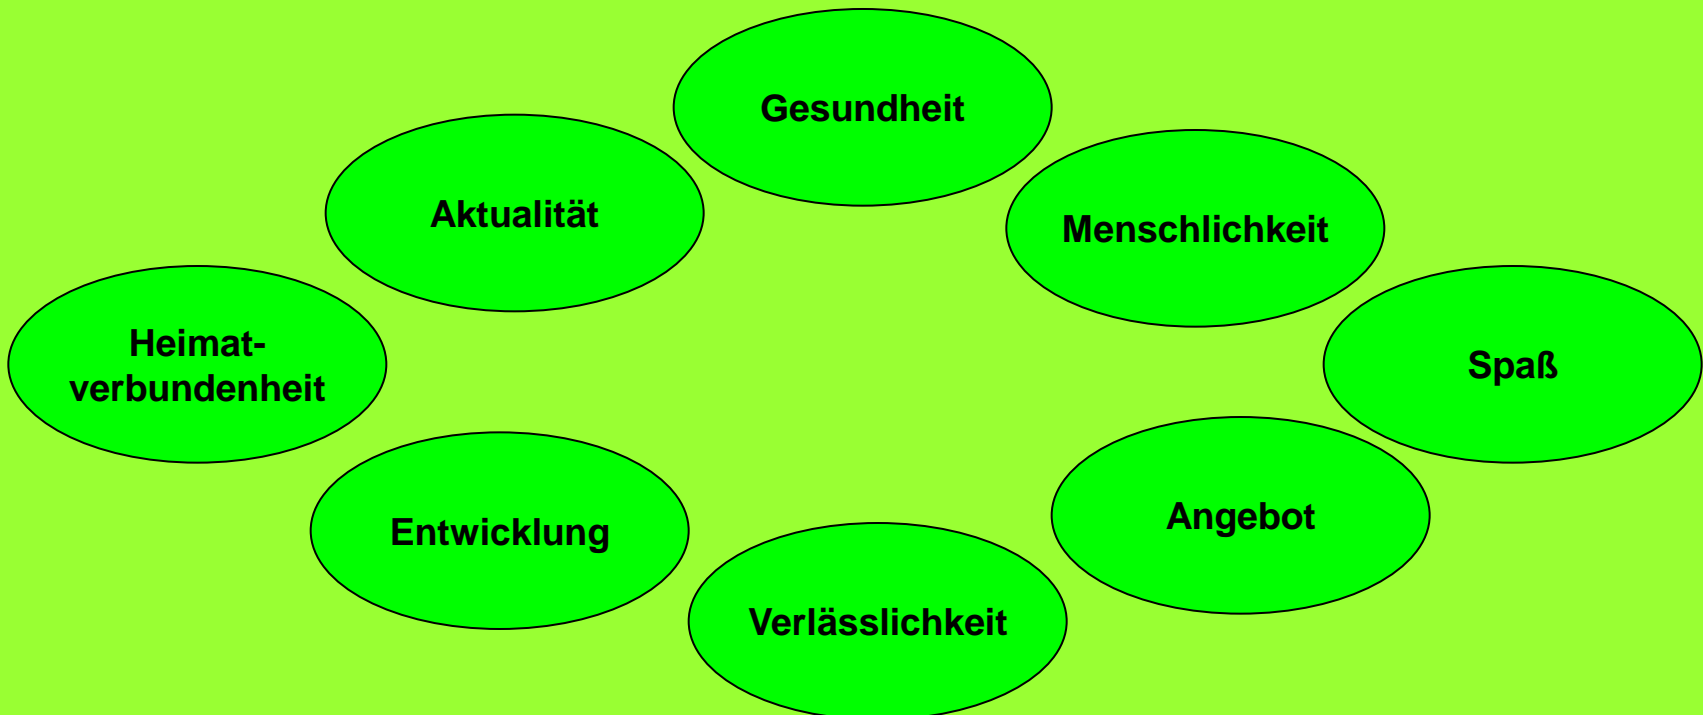 Gesundheit
Aktualität
Menschlichkeit
Heimat-
verbundenheit
Spaß
Entwicklung
Angebot
Verlässlichkeit